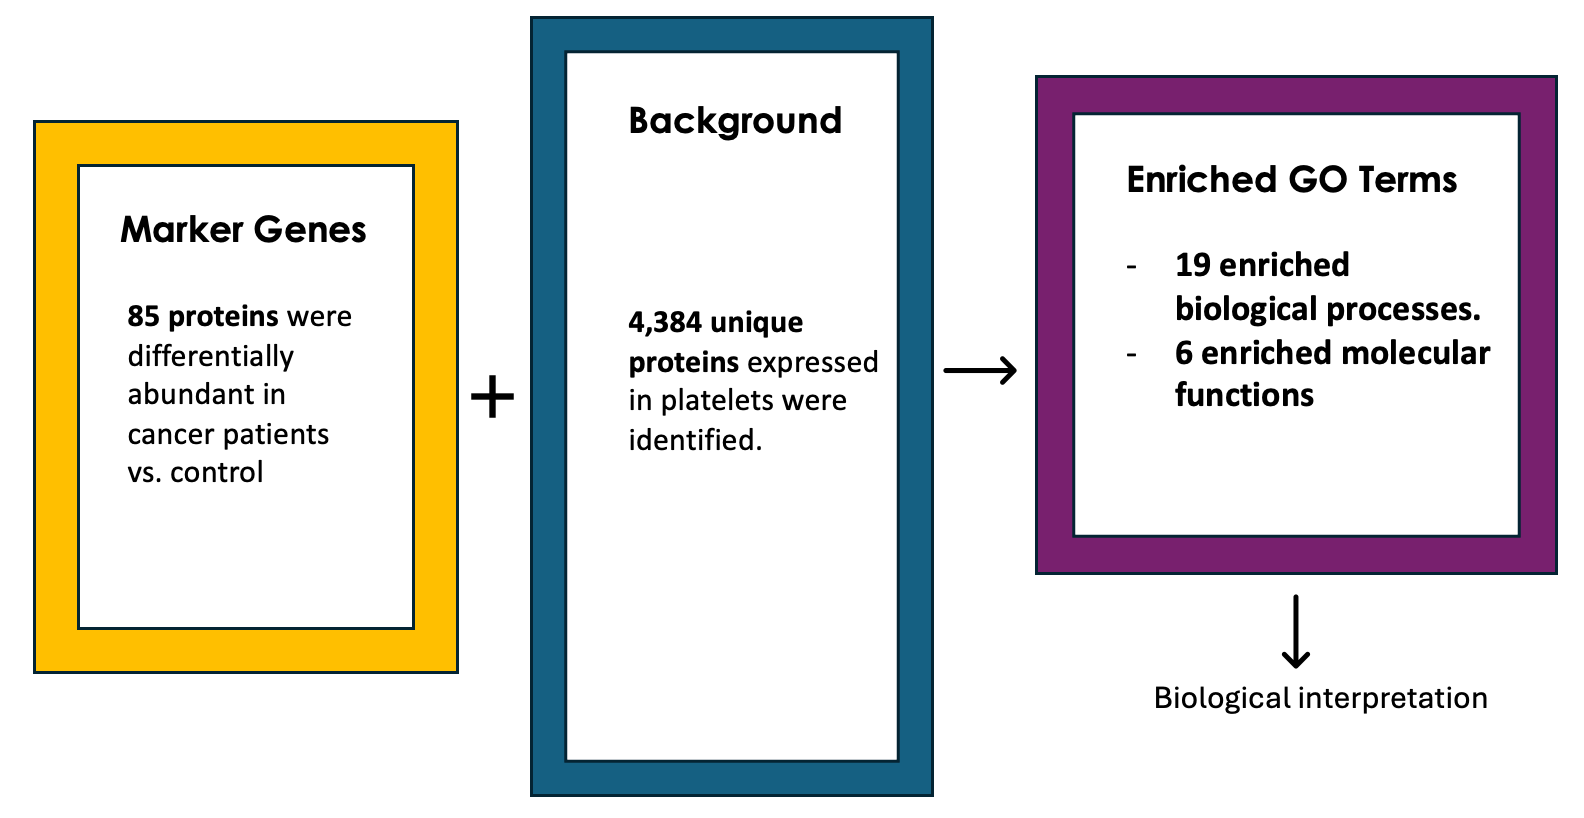 Marker Genes
85 proteins were
differentially
abundant in
cancer patients
vs. control
+
Background
4,384 unique
proteins expressed
in platelets were
identified.
Enriched GO Terms
- 19 enriched
biological processes.
- 6 enriched molecular
functions
Biological interpretation